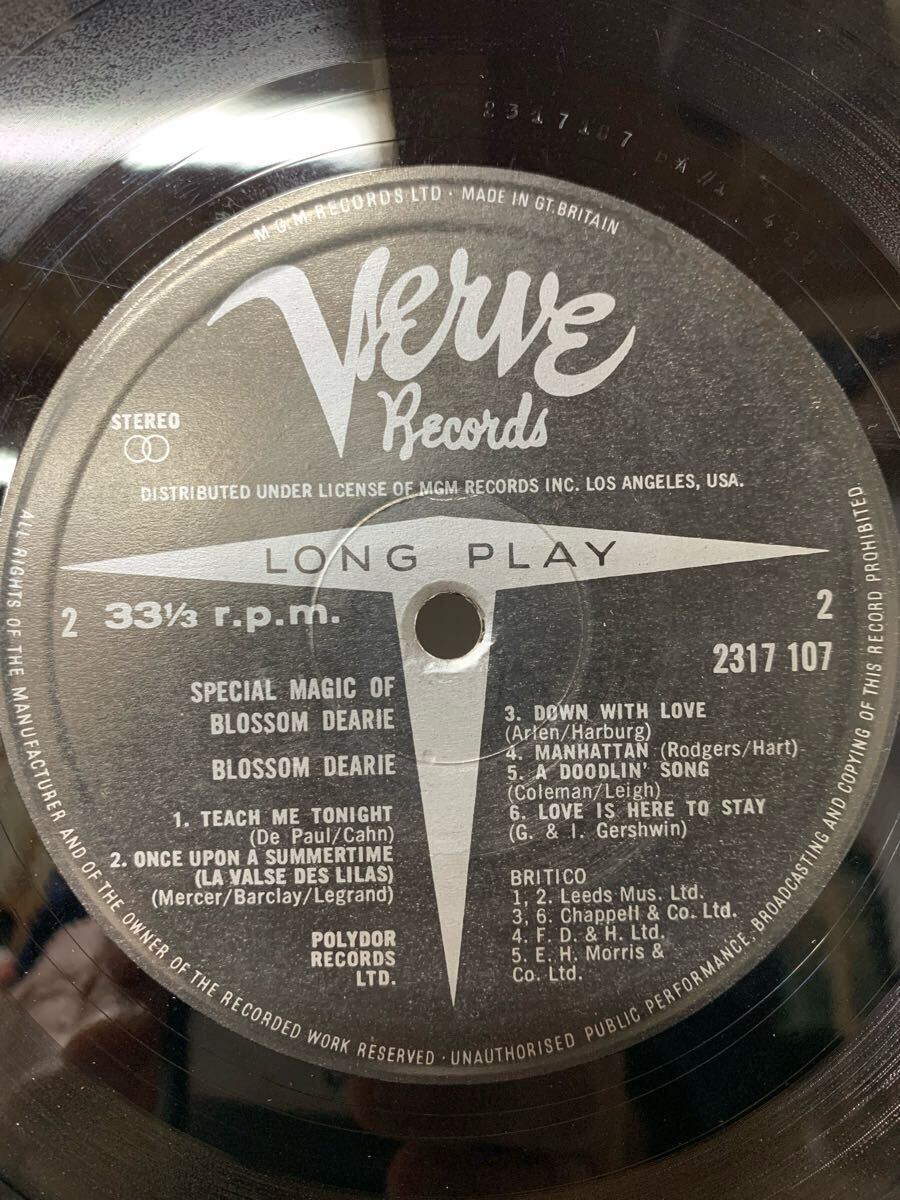 2317107
M.G.M. RECORDS LTD · MADE IN GT. BRITAIN
Verve
Records
STEREO
DISTRIBUTED UNDER LICENSE OF MGM RECORDS INC. LOS ANGELES, USA.
LONG PLAY
2 33⅓ r.p.m.
2
2317 107
SPECIAL MAGIC OF
BLOSSOM DEARIE
BLOSSOM DEARIE
1. TEACH ME TONIGHT
(De Paul/Cahn)
2. ONCE UPON A SUMMERTIME
(LA VALSE DES LILAS)
(Mercer/Barclay/Legrand)
POLYDOR
RECORDS
LTD.
3. DOWN WITH LOVE
(Arlen/Harburg)
4. MANHATTAN (Rodgers/Hart)
5. A DOODLIN' SONG
(Coleman/Leigh)
6. LOVE IS HERE TO STAY
(G. & I. Gershwin)
BRITICO
1, 2. Leeds Mus. Ltd.
3, 6. Chappell & Co. Ltd.
4. F. D. & H. Ltd.
5. E. H. Morris &
Co. Ltd.
ALL RIGHTS OF THE MANUFACTURER AND OF THE OWNER OF THE RECORDED WORK RESERVED · UNAUTHORISED PUBLIC PERFORMANCE, BROADCASTING AND COPYING OF THIS RECORD PROHIBITED.